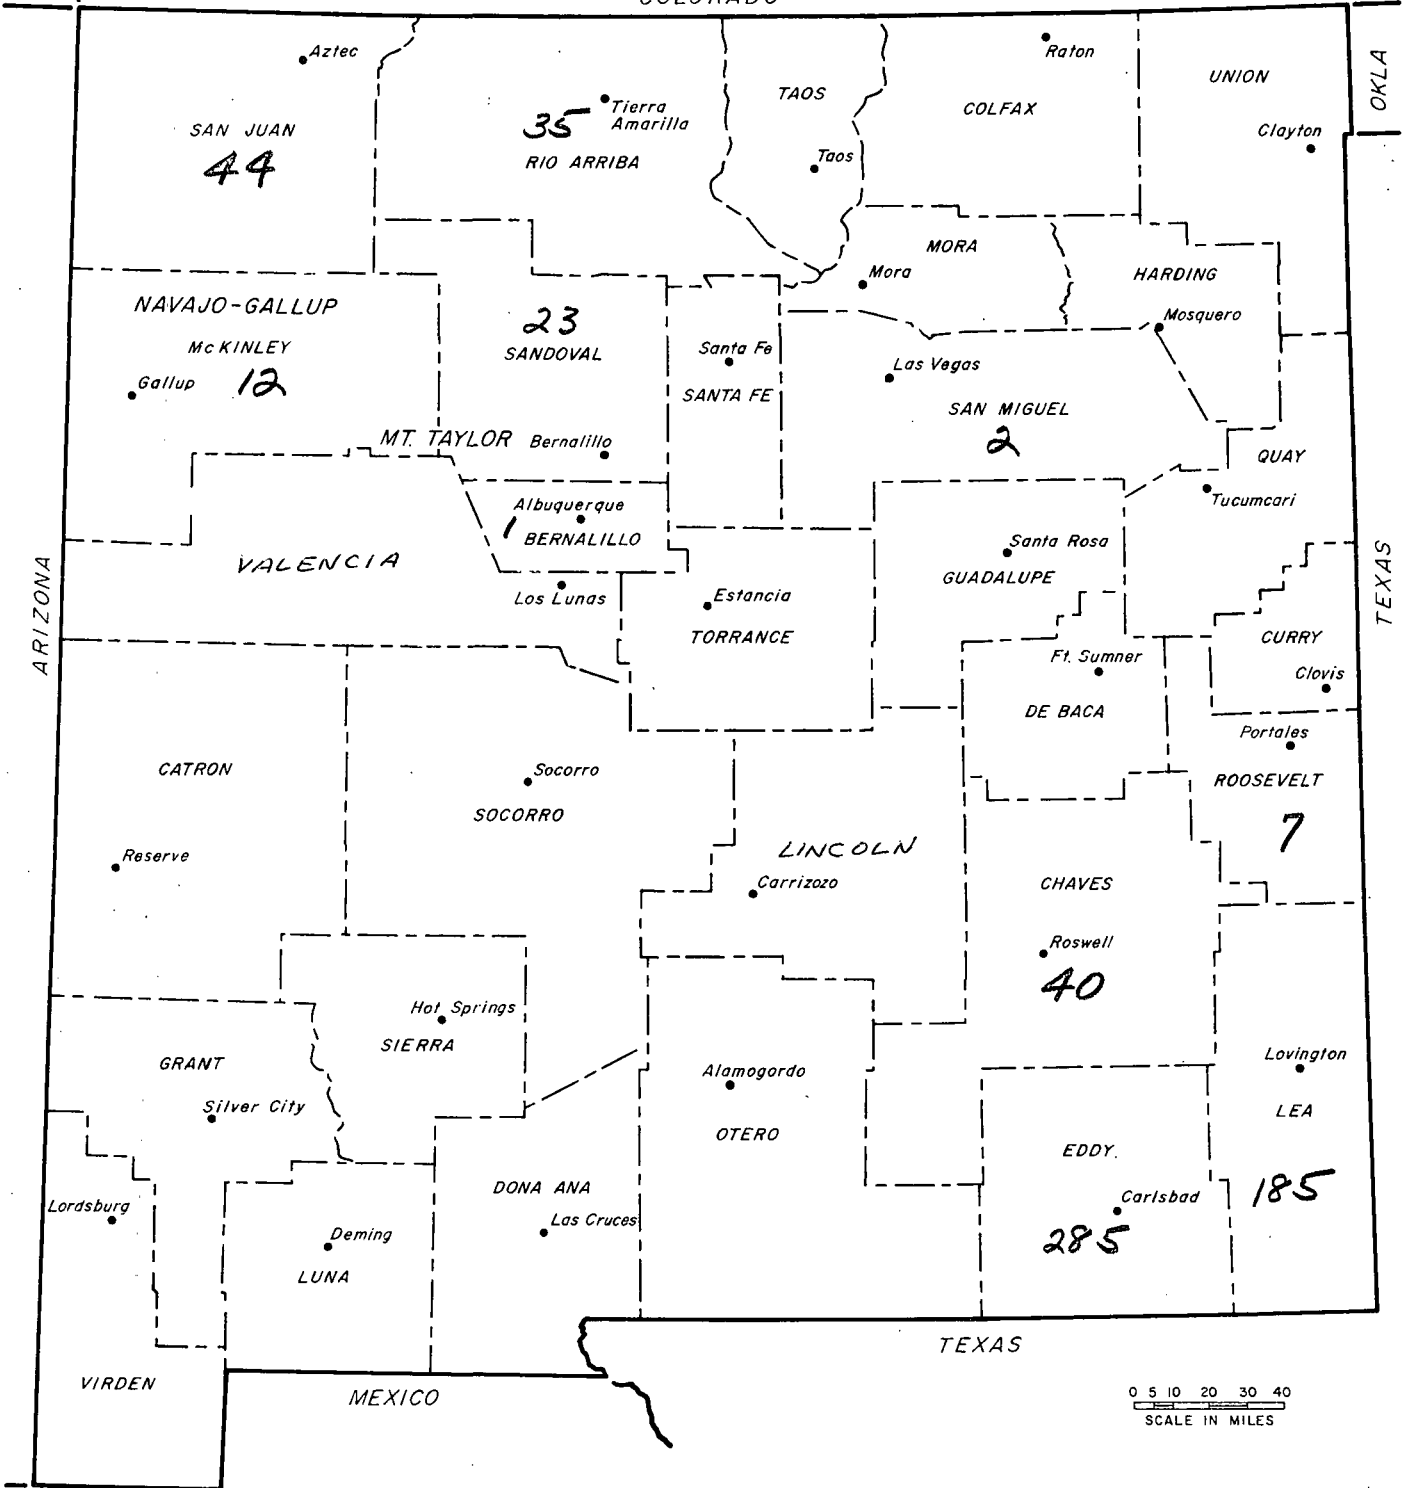 COLORADO
Aztec
SAN JUAN
44
35
Tierra
Amarilla
RIO ARRIBA
TAOS
Taos
Raton
COLFAX
UNION
Clayton
OKLA
NAVAJO-GALLUP
McKINLEY
Gallup
12
23
SANDOVAL
MT. TAYLOR
Bernalillo
Santa Fe
SANTA FE
MORA
Mora
HARDING
Mosquero
Las Vegas
SAN MIGUEL
2
QUAY
Tucumcari
Albuquerque
1
BERNALILLO
VALENCIA
Los Lunas
Estancia
TORRANCE
Santa Rosa
GUADALUPE
ARIZONA
TEXAS
CURRY
Clovis
Ft. Sumner
DE BACA
Portales
ROOSEVELT
7
CATRON
Reserve
Socorro
SOCORRO
LINCOLN
Carrizozo
CHAVES
Roswell
40
Hot Springs
SIERRA
GRANT
Silver City
Alamogordo
OTERO
Lovington
LEA
185
EDDY.
Carlsbad
285
Lordsburg
Deming
LUNA
DONA ANA
Las Cruces
VIRDEN
MEXICO
TEXAS
0 5 10 20 30 40
SCALE IN MILES